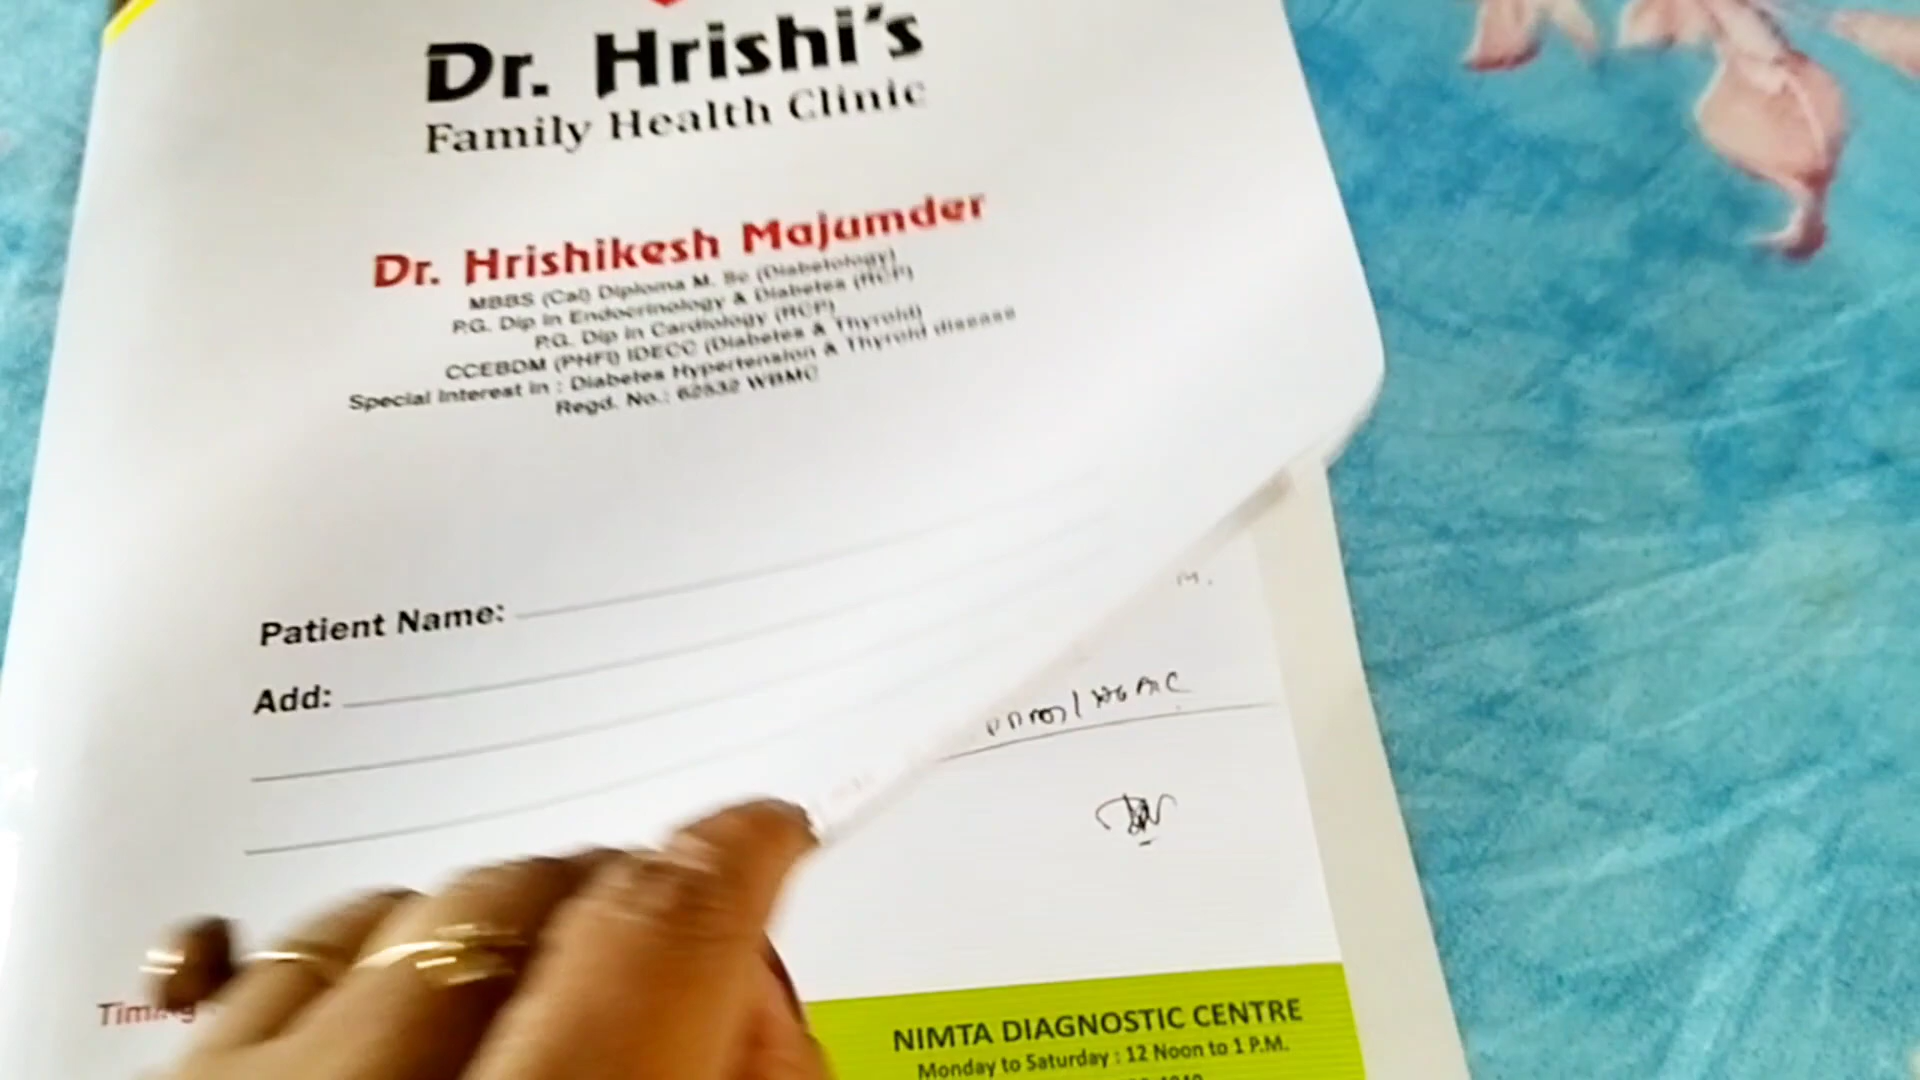 Dr. Hrishi's
Family Health Clinic
Dr. Hrishikesh Majumder
MBBS (Cal) Diploma M. Sc (Diabetology)
P.G. Dip in Endocrinology & Diabetes (RCP)
P.G. Dip in Cardiology (RCP)
CCEBDM (PHFI) IDECC (Diabetes & Thyroid)
Special Interest in : Diabetes Hypertension & Thyroid disease
Regd. No.: 62532 WBMC
Patient Name:
Add:
Timing
NIMTA DIAGNOSTIC CENTRE
Monday to Saturday : 12 Noon to 1 P.M.